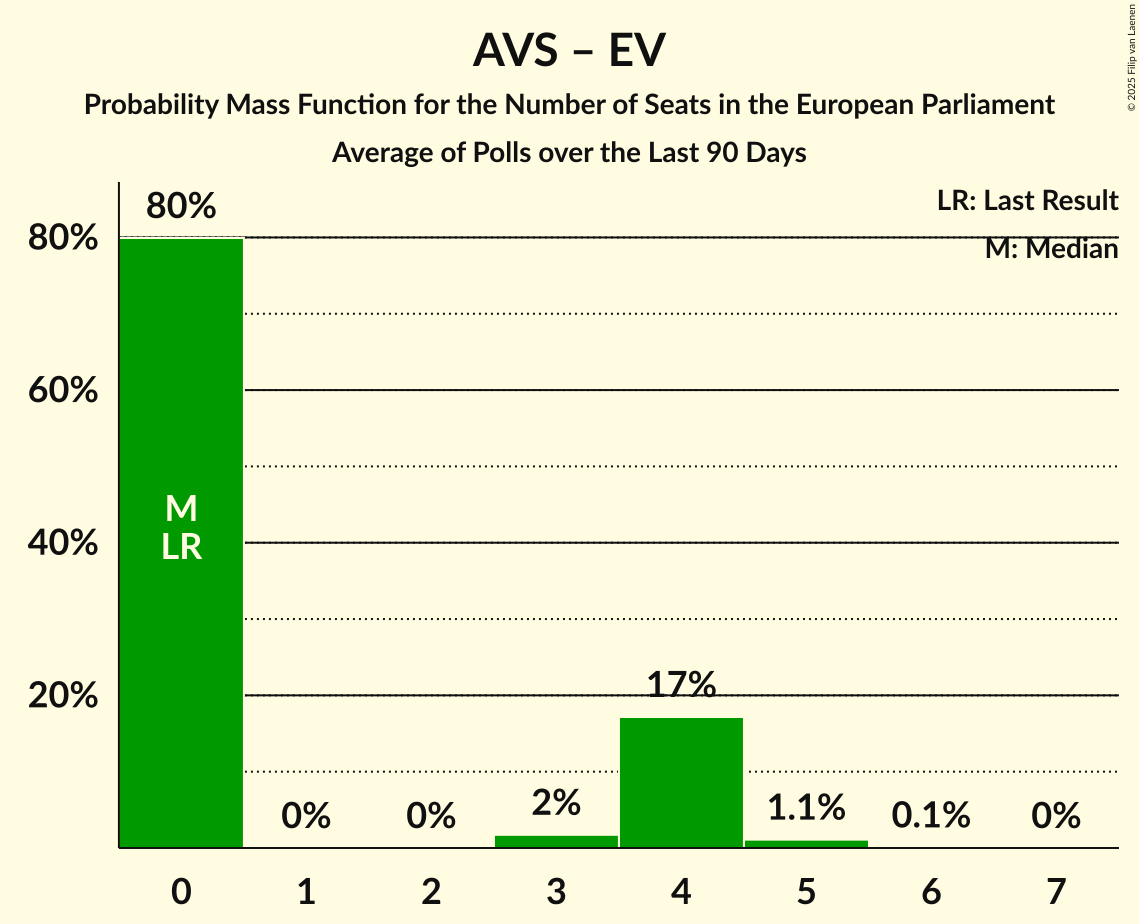 AVS – EV
Probability Mass Function for the Number of Seats in the European Parliament
Average of Polls over the Last 90 Days
© 2025 Filip van Laenen
LR: Last Result
M: Median
80%
60%
40%
20%
80%
0%
0%
2%
17%
1.1%
0.1%
0%
M
LR
0 1 2 3 4 5 6 7